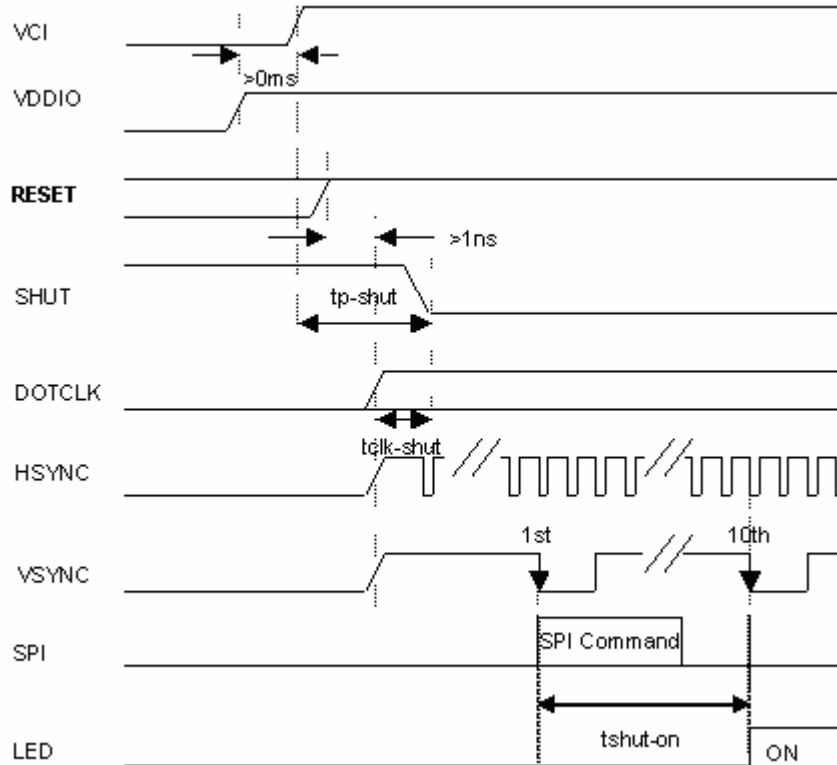 VCI
>0ms
VDDIO
RESET
>1ns
SHUT
tp-shut
DOTCLK
tclk-shut
HSYNC
1st
10th
VSYNC
SPI
SPI Command
tshut-on
LED
ON